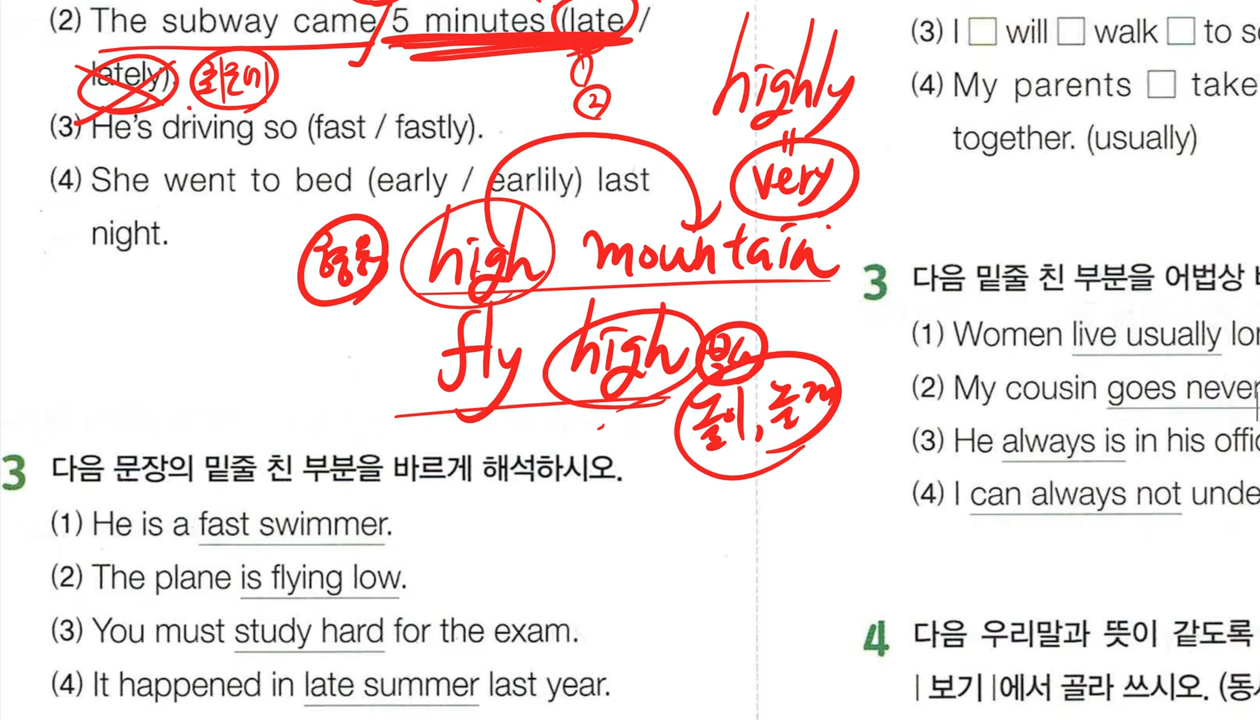 (2) The subway came 5 minutes (late /
lately). 최근에
(3) He's driving so (fast / fastly).
(4) She went to bed (early / earlily) last
night.
①
②
highly
=
very
형용 high mountain
fly high 부사
높이, 높게
3 다음 문장의 밑줄 친 부분을 바르게 해석하시오.
(1) He is a fast swimmer.
(2) The plane is flying low.
(3) You must study hard for the exam.
(4) It happened in late summer last year.
(3) I □ will □ walk □ to
(4) My parents □ take
together. (usually)
3 다음 밑줄 친 부분을 어법상
(1) Women live usually
(2) My cousin goes never
(3) He always is in his
(4) I can always not
4 다음 우리말과 뜻이 같도록
|보기|에서 골라 쓰시오.